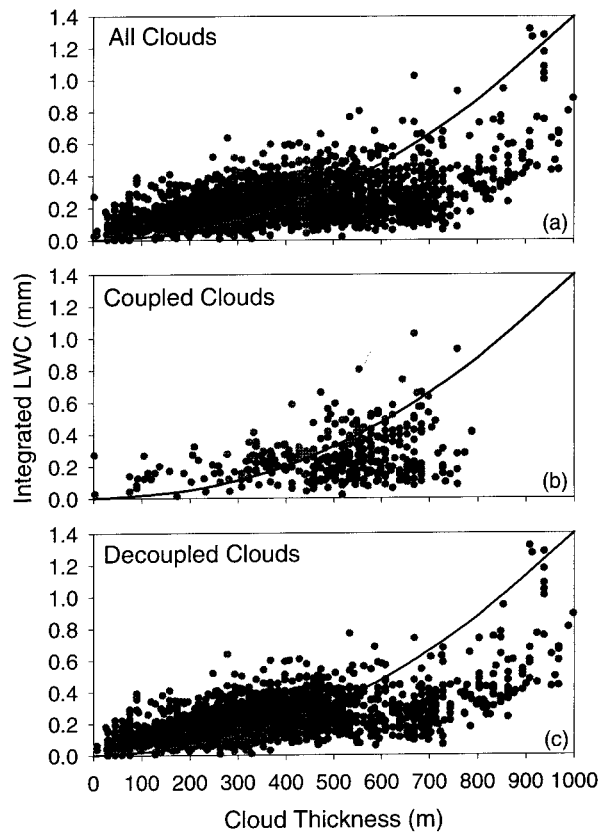 1.4
All Clouds
1.2
1.0
0.8
0.6
0.4
0.2
(a)
0.0
1.4
Coupled Clouds
1.2
1.0
0.8
0.6
0.4
0.2
(b)
0.0
Integrated LWC (mm)
1.4
Decoupled Clouds
1.2
1.0
0.8
0.6
0.4
0.2
(c)
0.0
0 100 200 300 400 500 600 700 800 900 1000
Cloud Thickness (m)